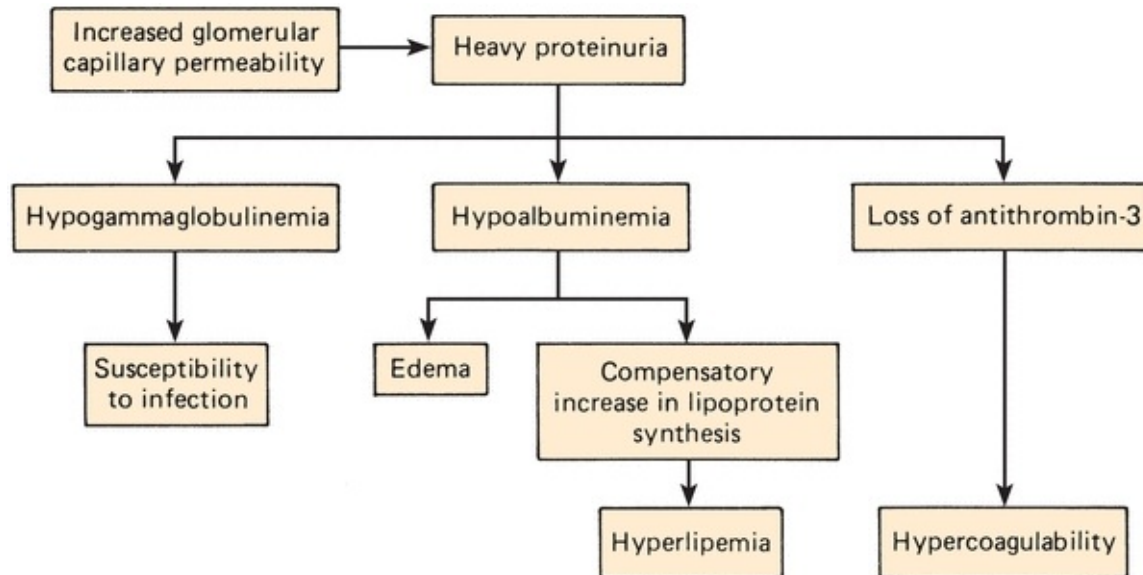 Increased glomerular
capillary permeability
Heavy proteinuria
Hypogammaglobulinemia
Hypoalbuminemia
Loss of antithrombin-3
Susceptibility
to infection
Edema
Compensatory
increase in lipoprotein
synthesis
Hyperlipemia
Hypercoagulability